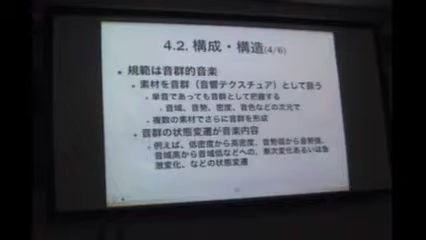 4.2. 構成・構造(4/6)
• 規範は音群的音楽
• 素材を音群（音響テクスチュア）として扱う
• 単音であっても音群として把握する
• 音域、音勢、密度、音色などの次元で
• 複数の素材でさらに音群を形成
• 音群の状態変遷が音楽内容
• 例えば、低密度から高密度、音勢弱から音勢強、
音域高から音域低などへの、漸次変化あるいは急
激変化、などの状態変遷